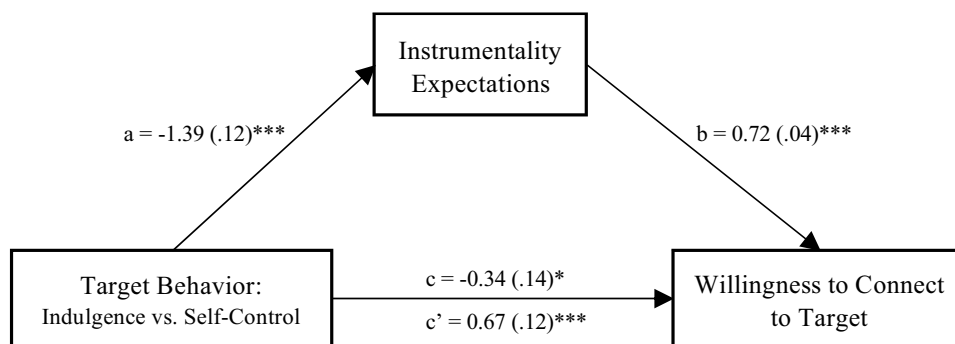 Instrumentality
Expectations
a = -1.39 (.12)***
b = 0.72 (.04)***
Target Behavior:
Indulgence vs. Self-Control
c = -0.34 (.14)*
c’ = 0.67 (.12)***
Willingness to Connect
to Target